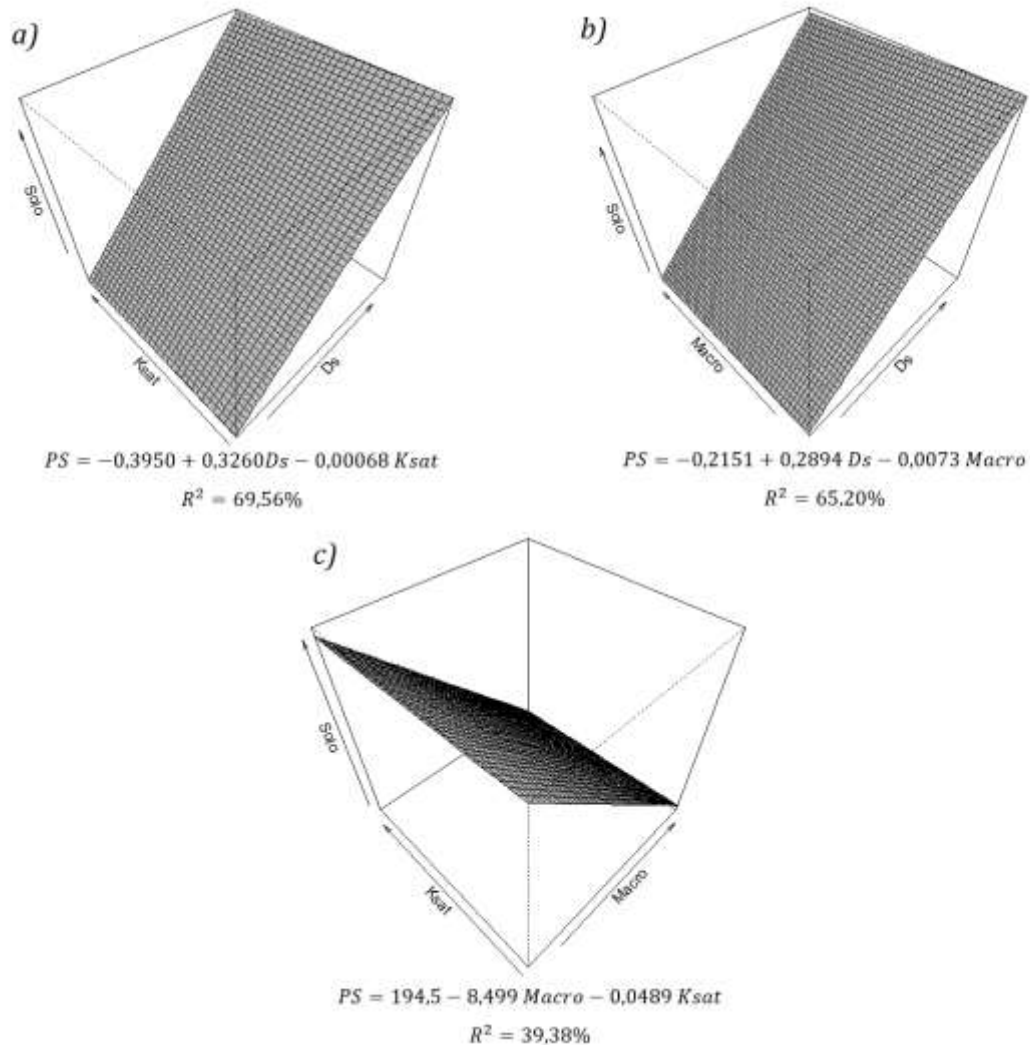 a)
Solo
Ksat
Ds
PS = −0,3950 + 0,3260Ds − 0,00068 Ksat
R² = 69,56%
b)
Solo
Macro
Ds
PS = −0,2151 + 0,2894 Ds − 0,0073 Macro
R² = 65,20%
c)
Solo
Ksat
Macro
PS = 194,5 − 8,499 Macro − 0,0489 Ksat
R² = 39,38%